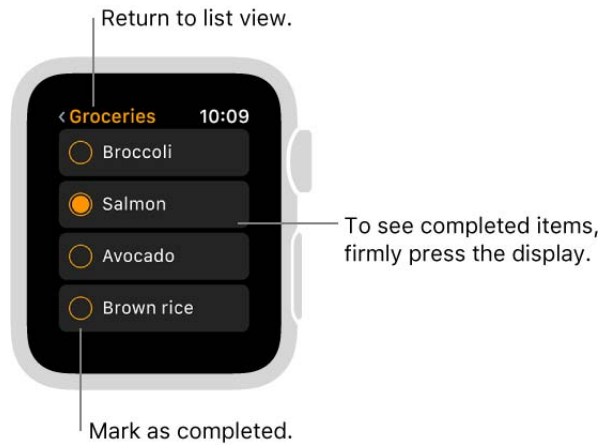 Return to list view.
<Groceries 10:09
Broccoli
Salmon
To see completed items,
firmly press the display.
Avocado
Brown rice
Mark as completed.